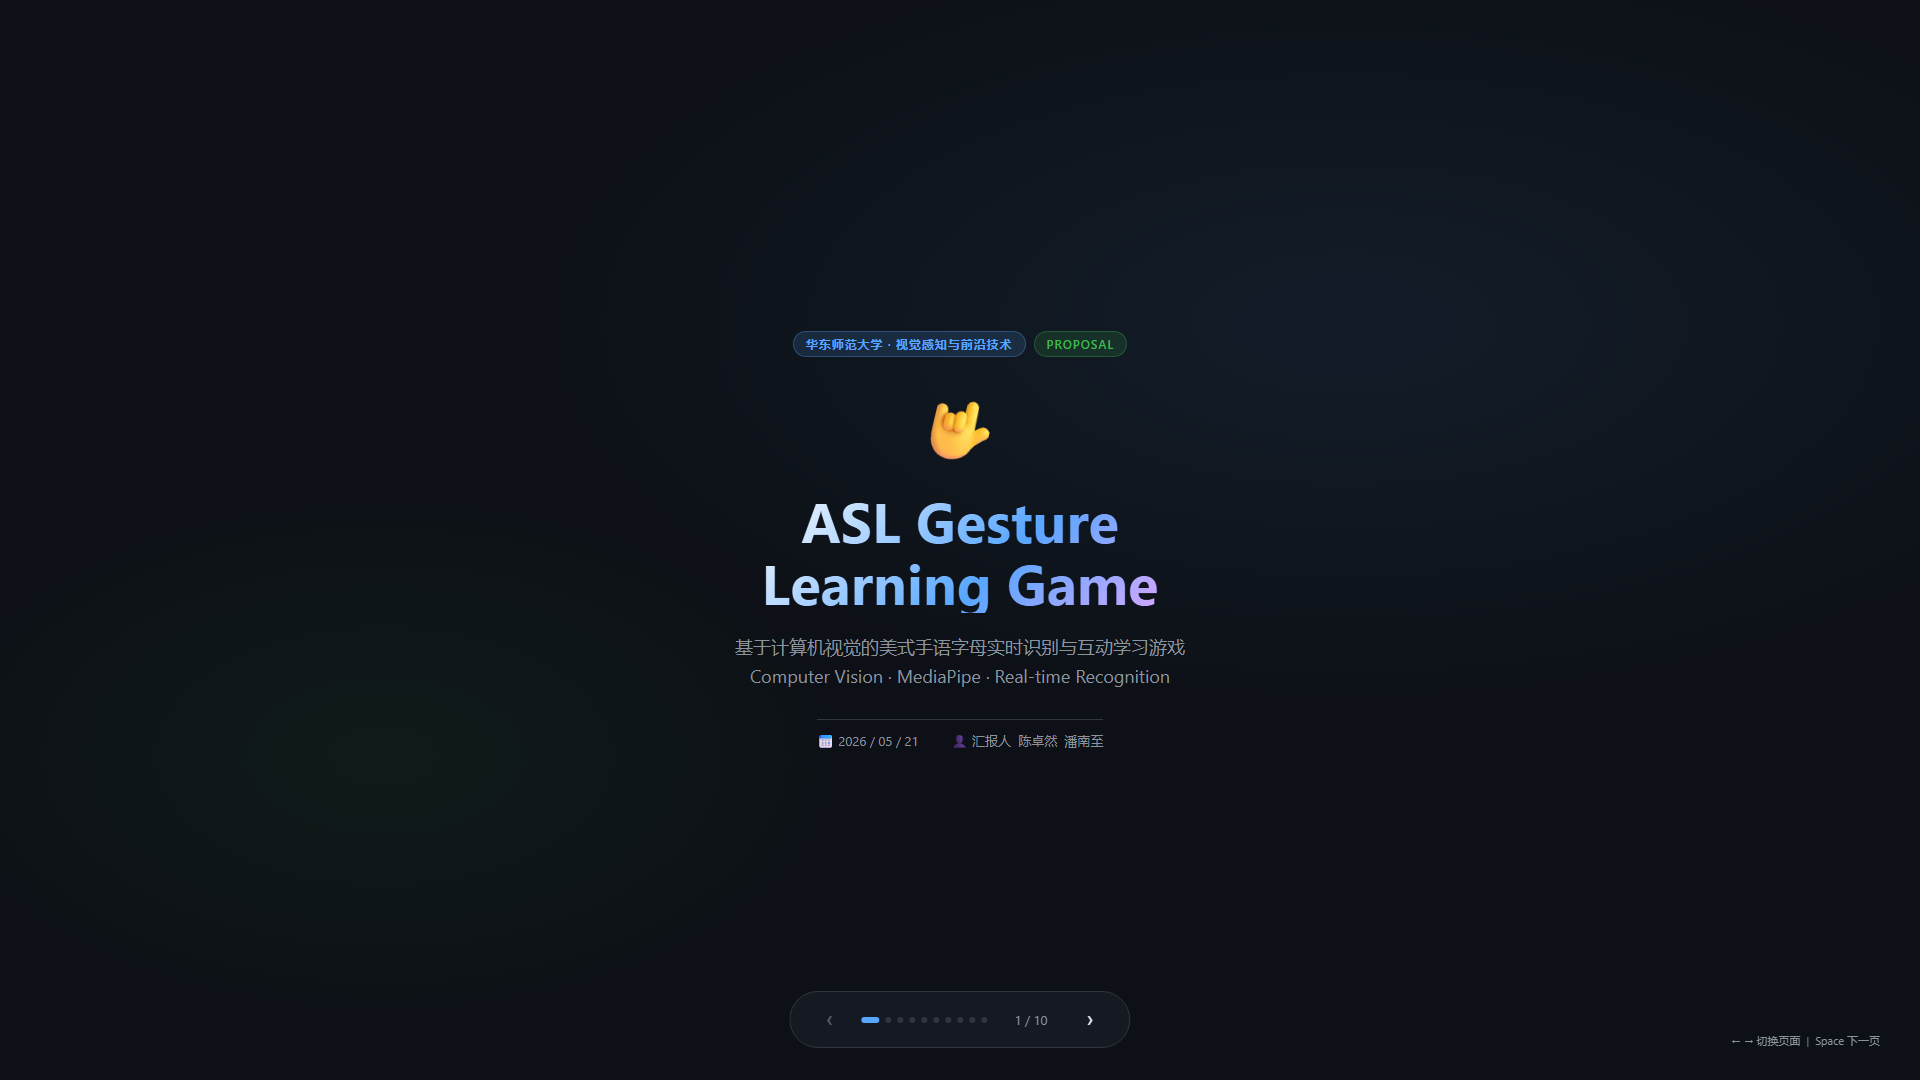 华东师范大学 · 视觉感知与前沿技术
PROPOSAL
ASL Gesture
Learning Game
基于计算机视觉的美式手语字母实时识别与互动学习游戏
Computer Vision · MediaPipe · Real-time Recognition
2026 / 05 / 21
汇报人 陈卓然 潘南至
‹ 1 / 10 ›
← → 切换页面 | Space 下一页